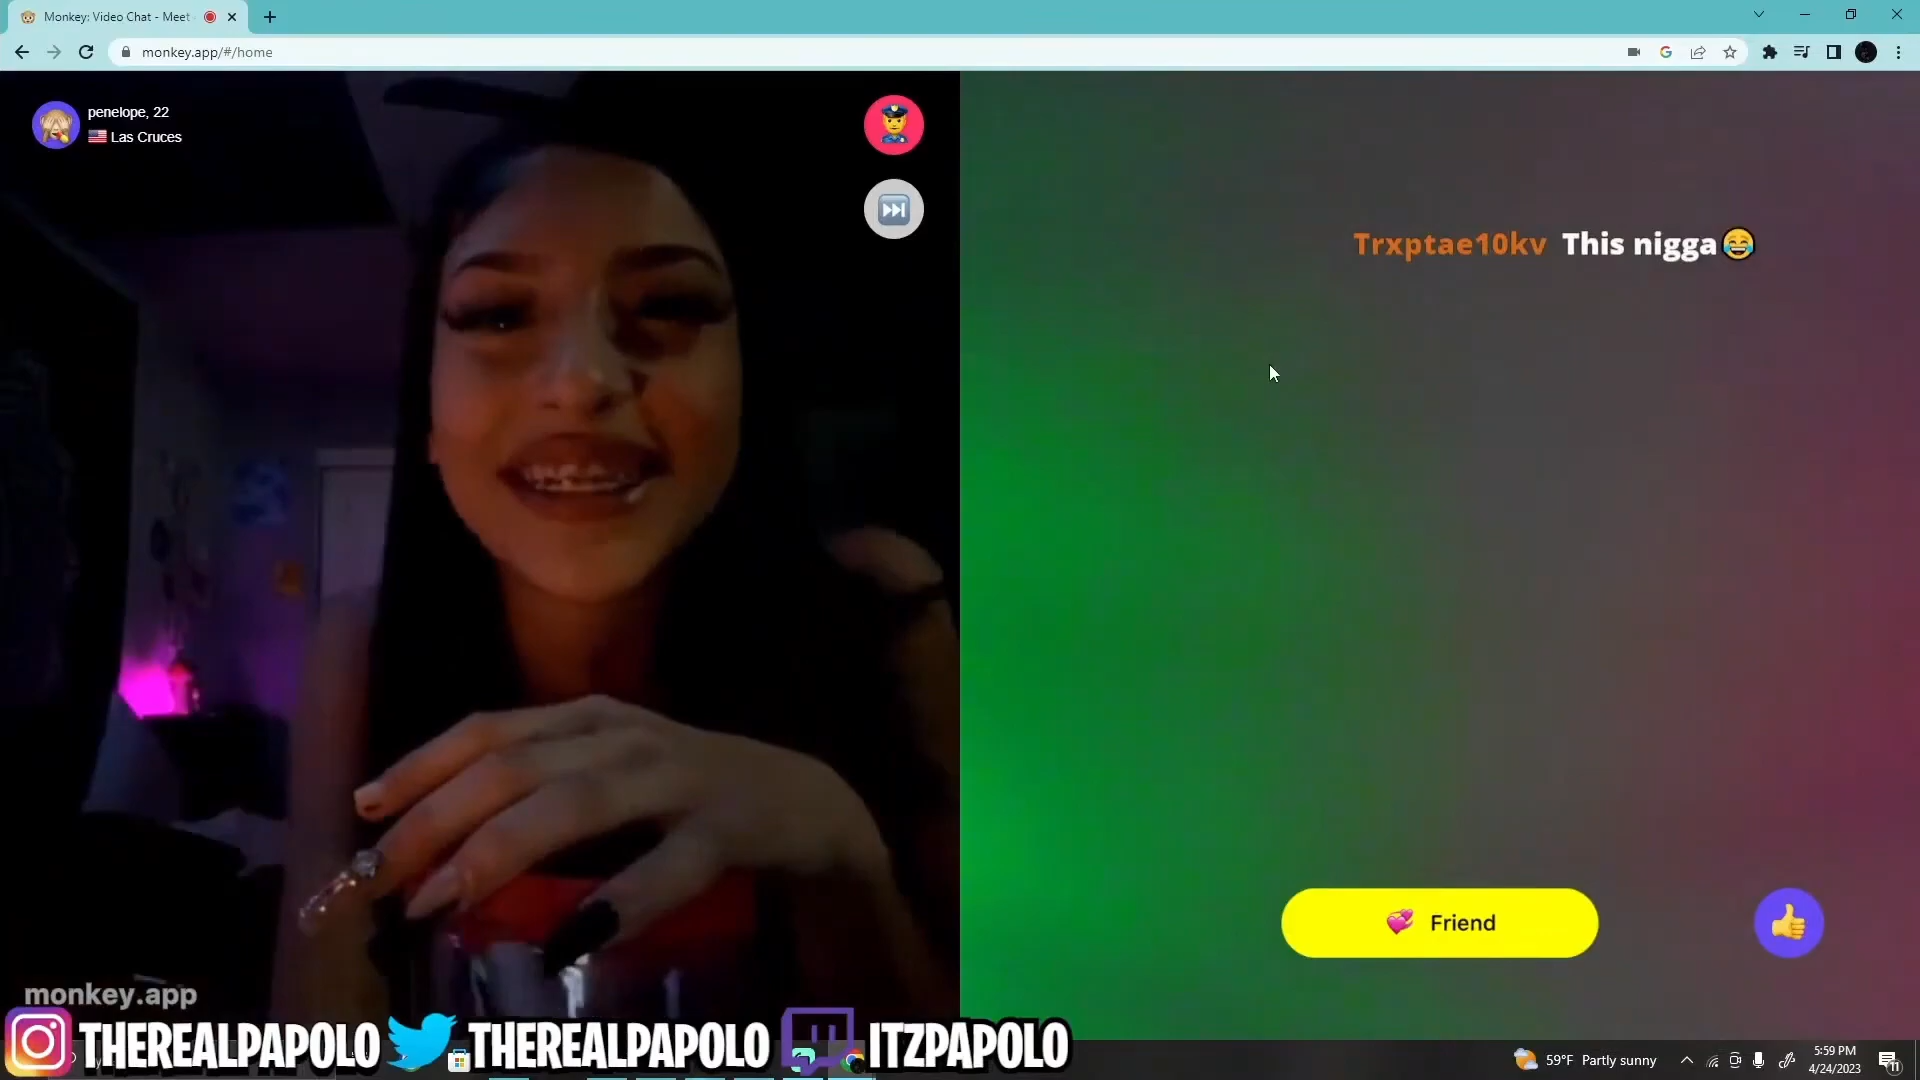 Monkey: Video Chat - Meet
monkey.app/#/home
penelope, 22
Las Cruces
Trxptae10kv This nigga😂
Friend
monkey.app
THEREALPAPOLO THEREALPAPOLO ITZPAPOLO
59°F Partly sunny
5:59 PM
4/24/2023
11